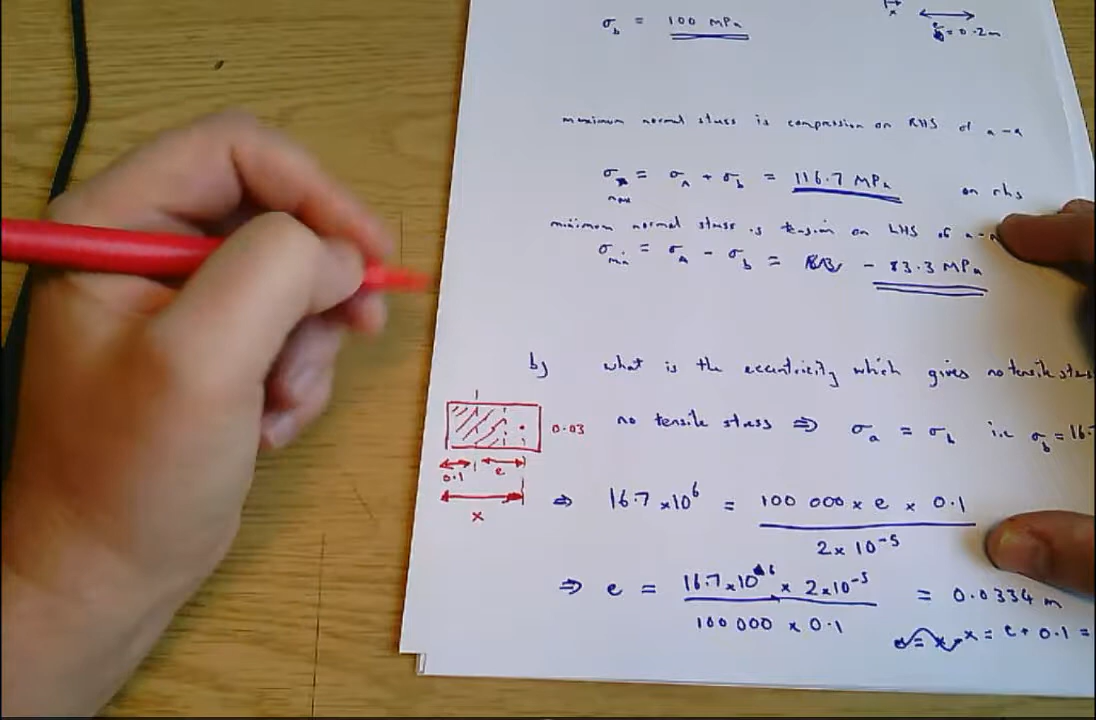 σb = 100 MPa
x
e = 0.2m
maximum normal stress is compression on RHS of a-a
σmax = σa + σb = 116.7 MPa on rhs
minimum normal stress is tension on LHS of a-a
σmin = σa - σb = - 83.3 MPa
b) what is the eccentricity which gives no tensile stress
no tensile stress ⇒ σa = σb i.e σb = 16.7
0.03
0.1 e
x
⇒ 16.7 x10⁶ = 100 000 x e x 0.1 / 2x 10⁻⁵
⇒ e = 16.7x10⁶ x 2x10⁻⁵ / 100 000 x 0.1 = 0.0334 m
x = e + 0.1 =